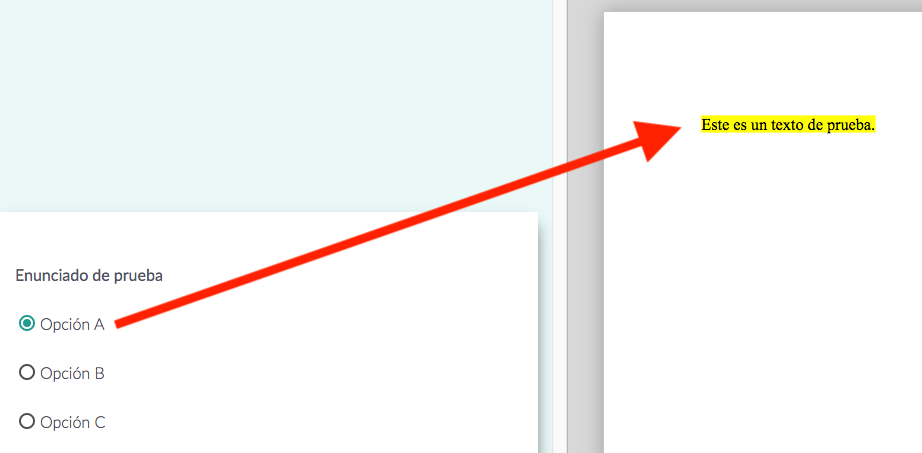 Este es un texto de prueba.
Enunciado de prueba
Opción A
Opción B
Opción C